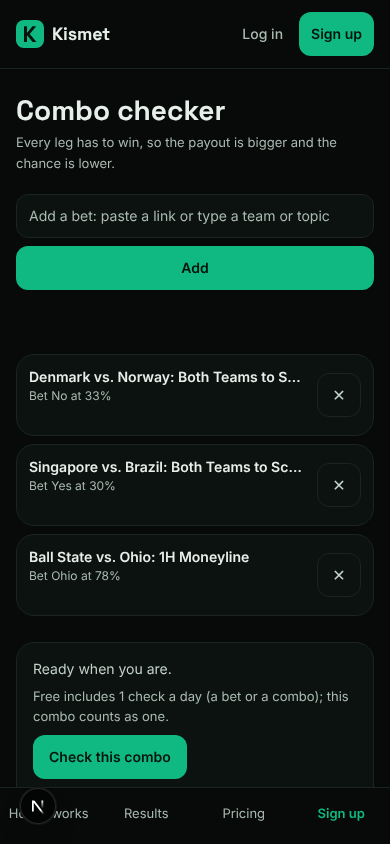 K Kismet
Log in
Sign up
Combo checker
Every leg has to win, so the payout is bigger and the
chance is lower.
Add a bet: paste a link or type a team or topic
Add
Denmark vs. Norway: Both Teams to S...
Bet No at 33%
✕
Singapore vs. Brazil: Both Teams to Sc...
Bet Yes at 30%
✕
Ball State vs. Ohio: 1H Moneyline
Bet Ohio at 78%
✕
Ready when you are.
Free includes 1 check a day (a bet or a combo); this
combo counts as one.
Check this combo
N
works
Results
Pricing
Sign up